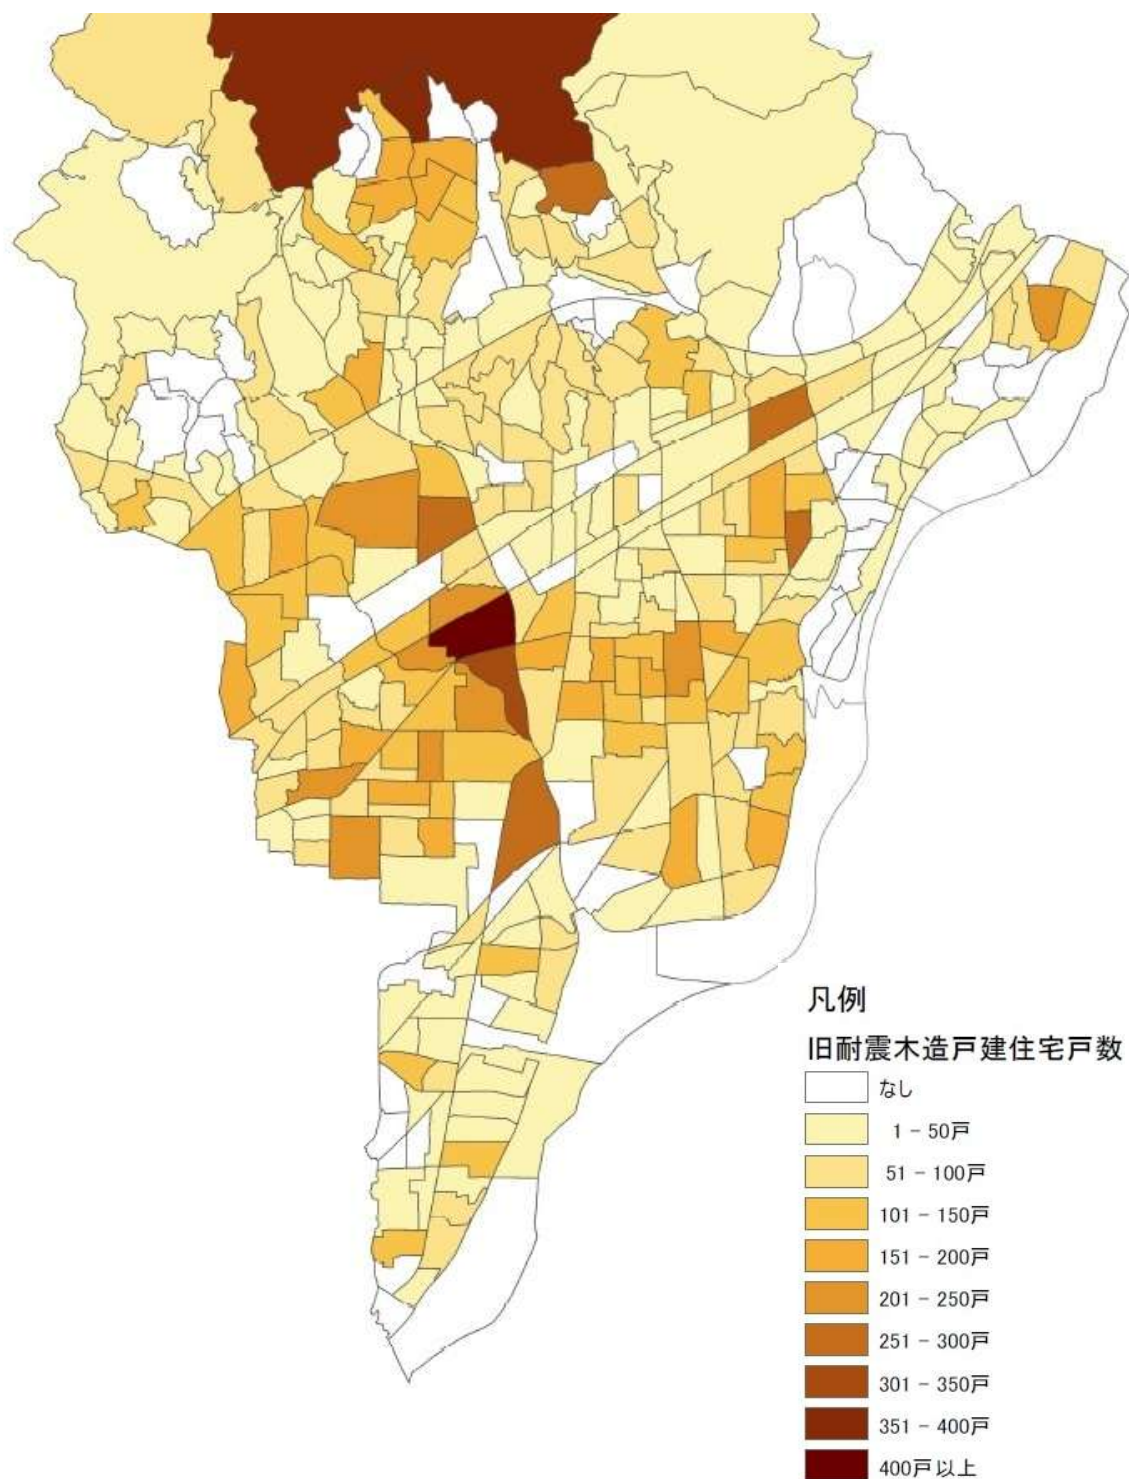 凡例
旧耐震木造戸建住宅戸数
なし
1 - 50戸
51 - 100戸
101 - 150戸
151 - 200戸
201 - 250戸
251 - 300戸
301 - 350戸
351 - 400戸
400戸以上